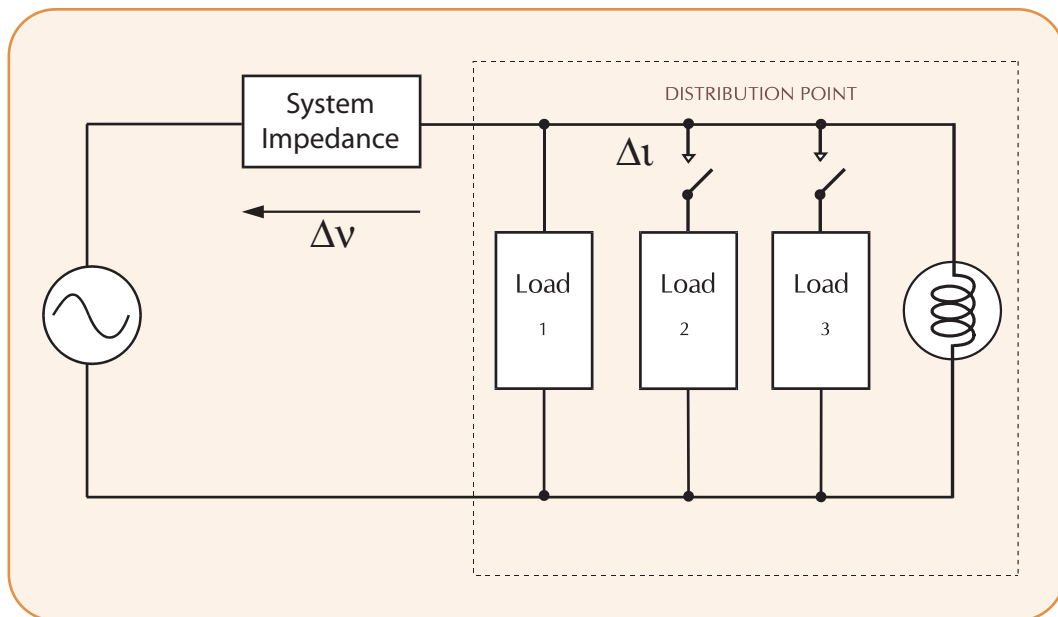 System
Impedance
DISTRIBUTION POINT
Δι
Δν
Load
1
Load
2
Load
3